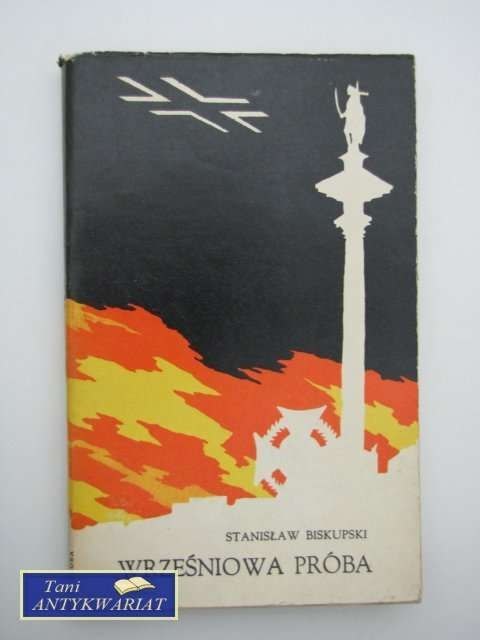 STANISŁAW BISKUPSKI
WRZEŚNIOWA PRÓBA
Tani
ANTYKWARIAT